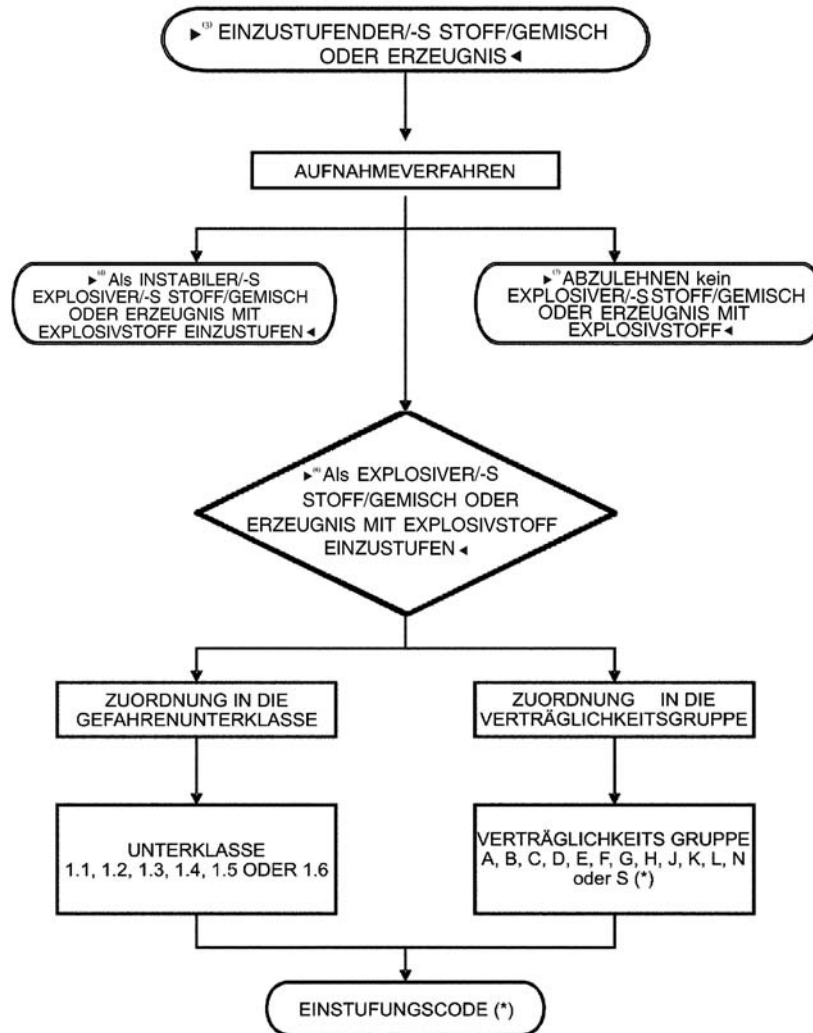 ►⁽³⁾ EINZUSTUFENDER/-S STOFF/GEMISCH
ODER ERZEUGNIS ◄
AUFNAHMEVERFAHREN
Als INSTABILER/-S
EXPLOSIVER/-S STOFF/GEMISCH
ODER ERZEUGNIS MIT
EXPLOSIVSTOFF EINZUSTUFEN ◄
ABZULEHNEN kein
EXPLOSIVER/-S STOFF/GEMISCH
ODER ERZEUGNIS MIT
EXPLOSIVSTOFF ◄
Als EXPLOSIVER/-S
STOFF/GEMISCH ODER
ERZEUGNIS MIT EXPLOSIVSTOFF
EINZUSTUFEN ◄
ZUORDNUNG IN DIE
GEFAHRENUNTERKLASSE
ZUORDNUNG IN DIE
VERTRÄGLICHKEITSGRUPPE
UNTERKLASSE
1.1, 1.2, 1.3, 1.4, 1.5 ODER 1.6
VERTRÄGLICHKEITS GRUPPE
A, B, C, D, E, F, G, H, J, K, L, N
oder S (*)
EINSTUFUNGSCODE (*)